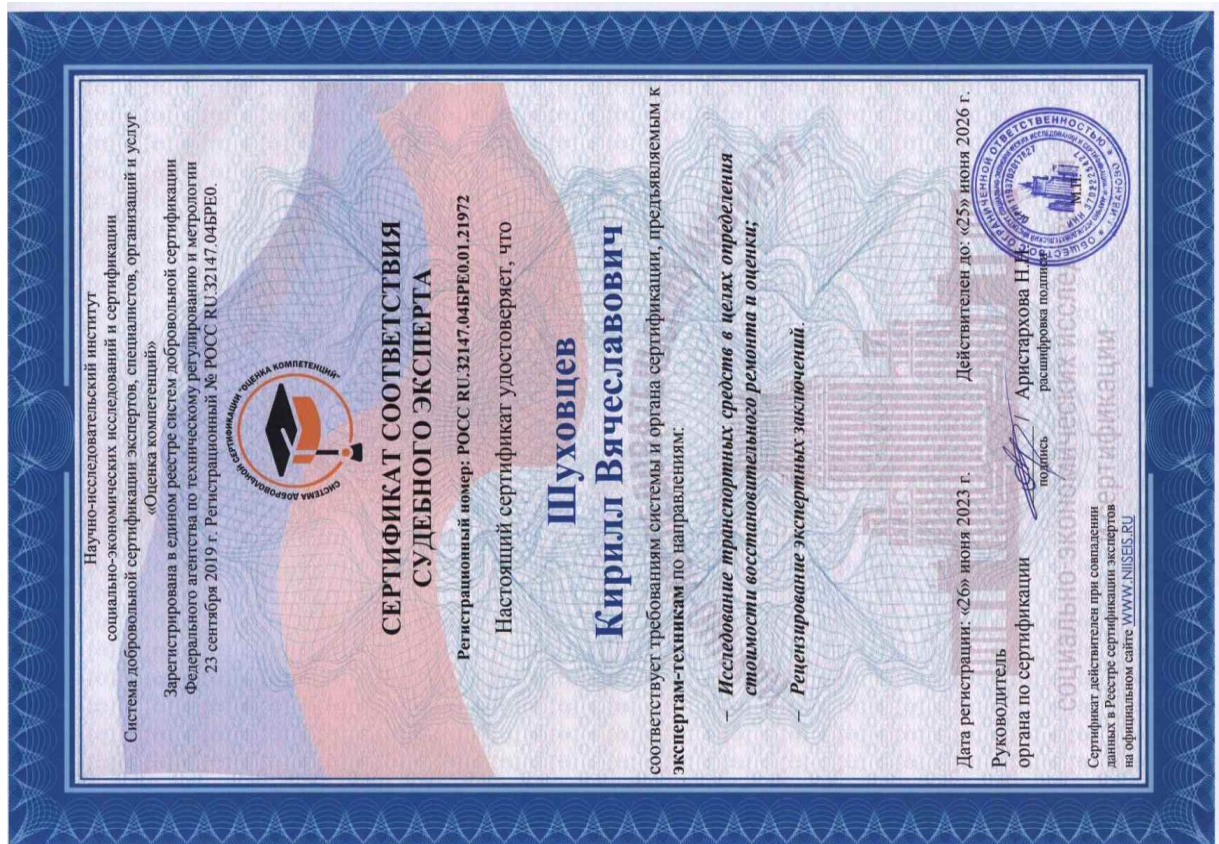 Научно-исследовательский институт
социально-экономических исследований и сертификации
Система добровольной сертификации экспертов, специалистов, организаций и услуг
«Оценка компетенций»
Зарегистрирована в едином реестре систем добровольной сертификации
Федерального агентства по техническому регулированию и метрологии
23 сентября 2019 г. Регистрационный № РОСС RU.32147.04БРЕ0.
СИСТЕМА ДОБРОВОЛЬНОЙ СЕРТИФИКАЦИИ "ОЦЕНКА КОМПЕТЕНЦИЙ"
СЕРТИФИКАТ СООТВЕТСТВИЯ
СУДЕБНОГО ЭКСПЕРТА
Регистрационный номер: РОСС RU.32147.04БРЕ0.01.21972
Настоящий сертификат удостоверяет, что
Шуховцев
Кирилл Вячеславович
соответствует требованиям системы и органа сертификации, предъявляемым к
экспертам-техникам по направлениям:
– Исследование транспортных средств в целях определения
стоимости восстановительного ремонта и оценки;
– Рецензирование экспертных заключений.
Дата регистрации: «26» июня 2023 г. Действителен до: «25» июня 2026 г.
Руководитель
органа по сертификации / Аристархова Н.Н.
подпись расшифровка подписи
М.П.
ОБЩЕСТВО С ОГРАНИЧЕННОЙ ОТВЕТСТВЕННОСТЬЮ * г. ИВАНОВО *
Сертификат действителен при совпадении
данных в Реестре сертификации экспертов
на официальном сайте WWW.NIISEIS.RU
социально экономических исслед
сертификации